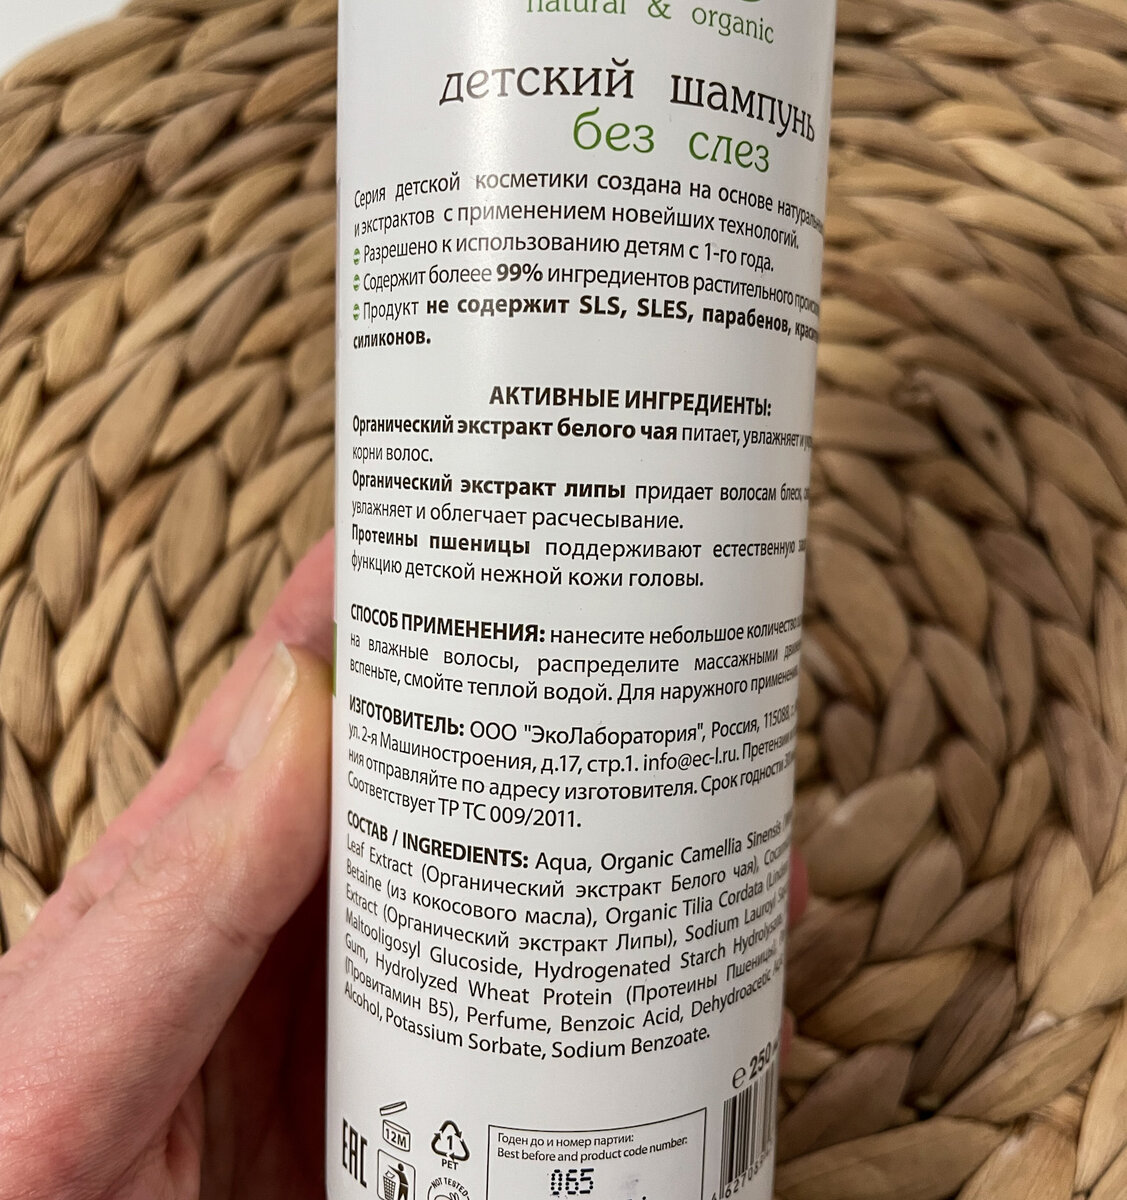 natural & organic
детский шампунь
без слез
Серия детской косметики создана на основе
и экстрактов с применением новейших технологий.
Разрешено к использованию детям с 1-го года.
Содержит болеее 99% ингредиентов растительного
Продукт не содержит SLS, SLES, парабенов,
силиконов.
АКТИВНЫЕ ИНГРЕДИЕНТЫ:
Органический экстракт белого чая питает, увлажняет и
корни волос.
Органический экстракт липы придает волосам блеск,
увлажняет и облегчает расчесывание.
Протеины пшеницы поддерживают естественную
функцию детской нежной кожи головы.
СПОСОБ ПРИМЕНЕНИЯ: нанесите небольшое количество
на влажные волосы, распределите массажными
вспеньте, смойте теплой водой. Для наружного
ИЗГОТОВИТЕЛЬ: ООО "ЭкоЛаборатория", Россия, 115088,
ул. 2-я Машиностроения, д.17, стр.1. info@ec-l.ru. Претензии
ния отправляйте по адресу изготовителя. Срок годности
Соответствует ТР ТС 009/2011.
СОСТАВ / INGREDIENTS: Aqua, Organic Camellia Sinensis
Leaf Extract (Органический экстракт Белого чая),
Betaine (из кокосового масла), Organic Tilia Cordata
Extract (Органический экстракт Липы), Sodium Lauroyl
Maltooligosyl Glucoside, Hydrogenated Starch Hydrolysate,
Gum, Hydrolyzed Wheat Protein (Протеины Пшеницы),
(Провитамин B5), Perfume, Benzoic Acid, Dehydroacetic
Alcohol, Potassium Sorbate, Sodium Benzoate.
e 250
EAC
12M
1
PET
NOT TESTED
Годен до и номер партии:
Best before and product code number:
065